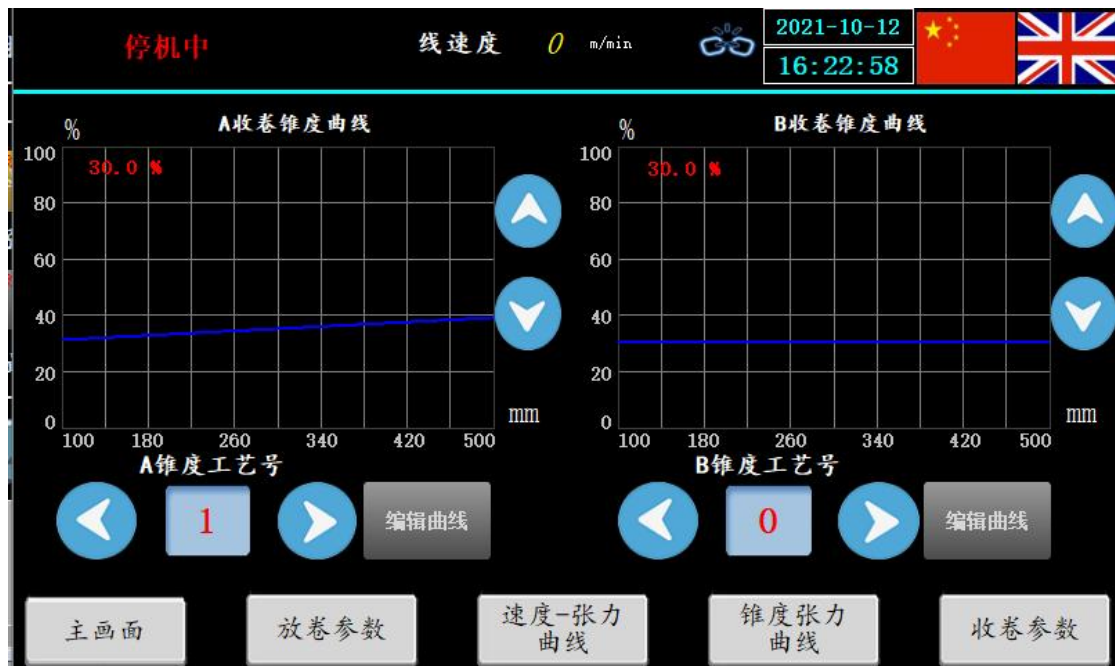 停机中 线速度 0 m/min 2021-10-12
16:22:58
% A收卷锥度曲线
100
30.0 %
80
60
40
20
0
mm
100 180 260 340 420 500
A锥度工艺号
1 编辑曲线
% B收卷锥度曲线
100
30.0 %
80
60
40
20
0
mm
100 180 260 340 420 500
B锥度工艺号
0 编辑曲线
主画面
放卷参数
速度-张力
曲线
锥度张力
曲线
收卷参数